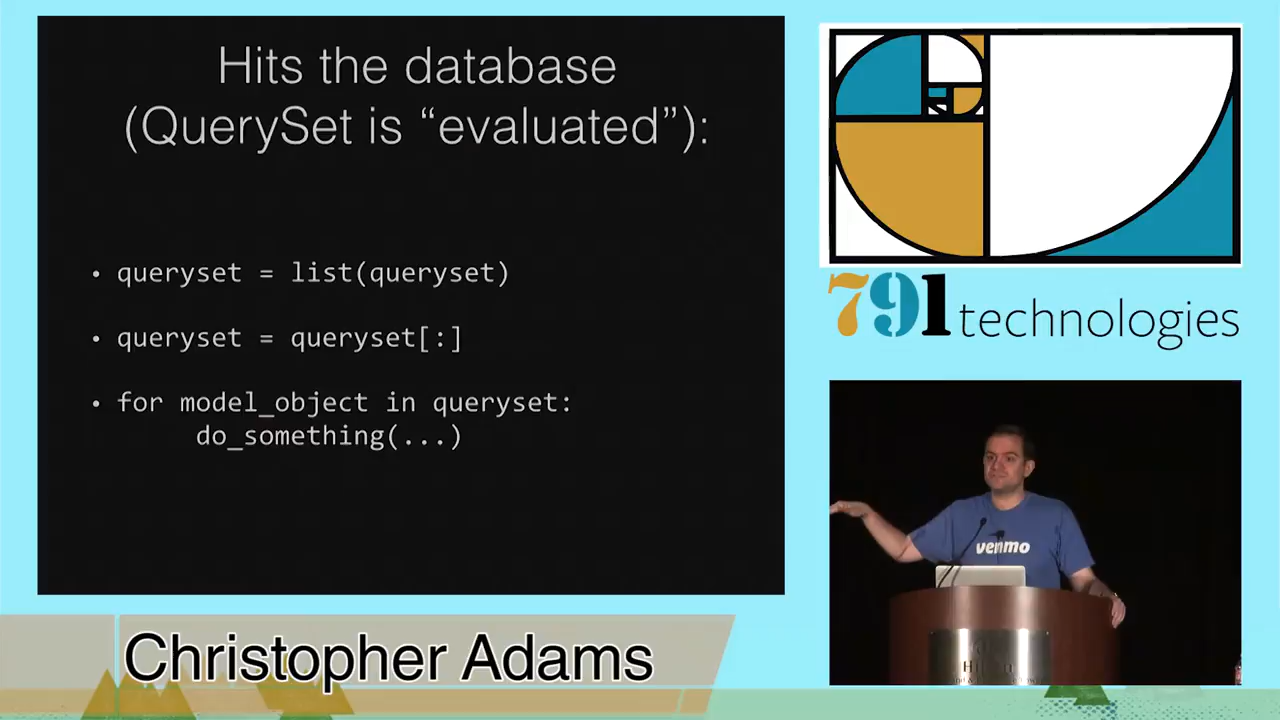 Hits the database
(QuerySet is “evaluated”):
• queryset = list(queryset)
• queryset = queryset[:]
• for model_object in queryset:
do_something(...)
791 technologies
venmo
Christopher Adams